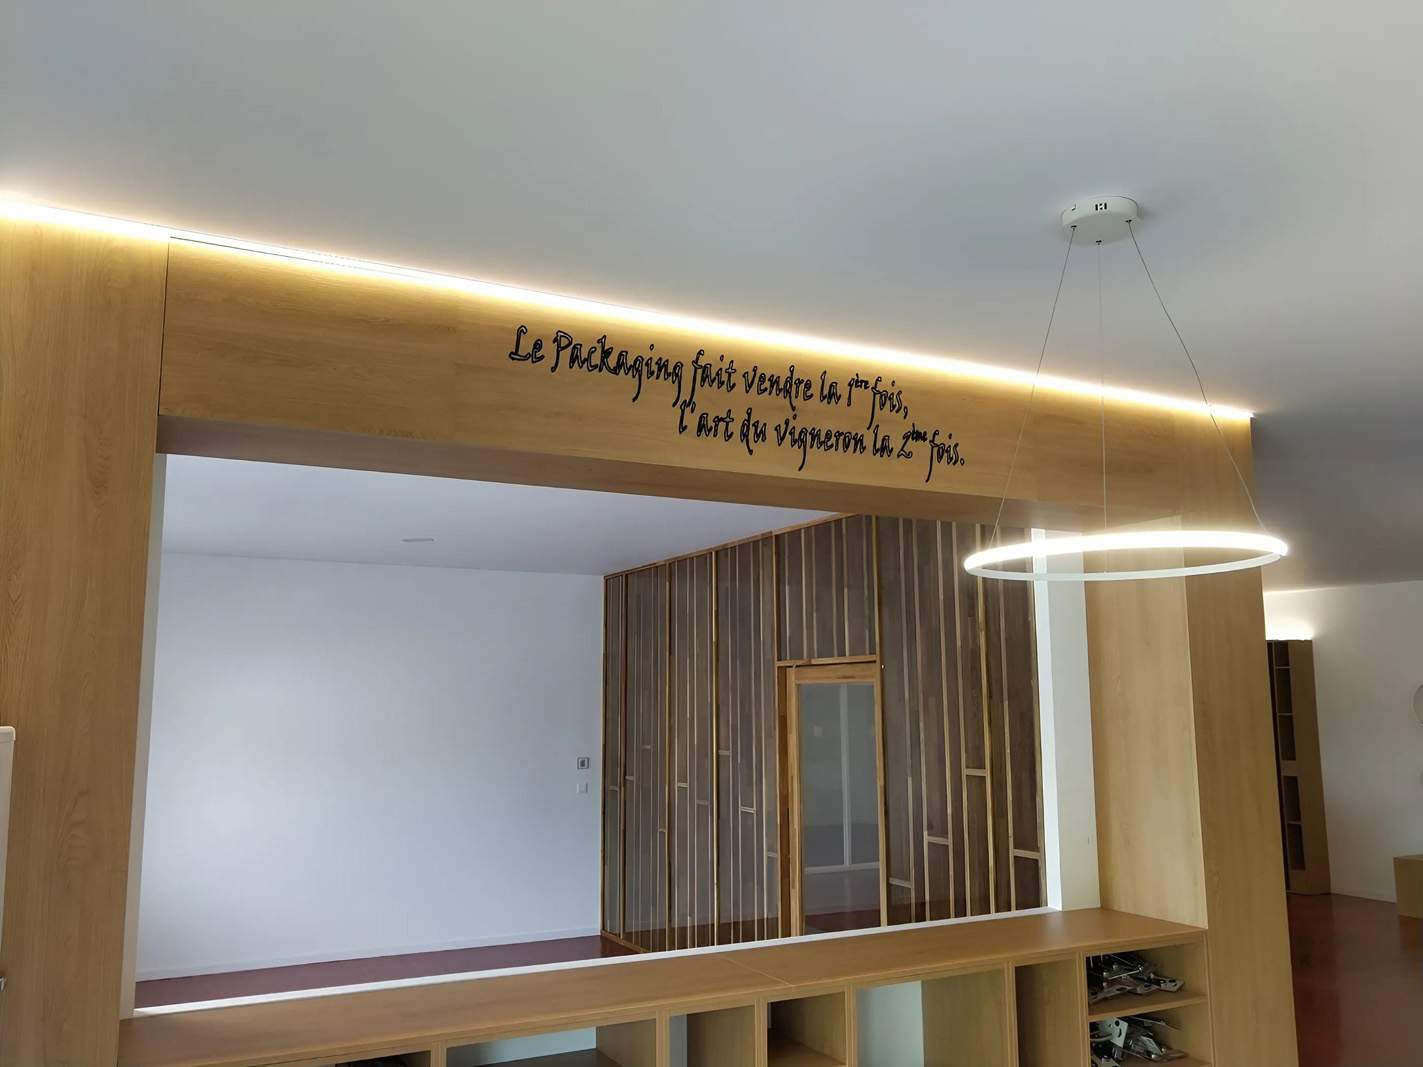 Le Packaging fait vendre la 1ère fois,
l'art du vigneron la 2ème fois.